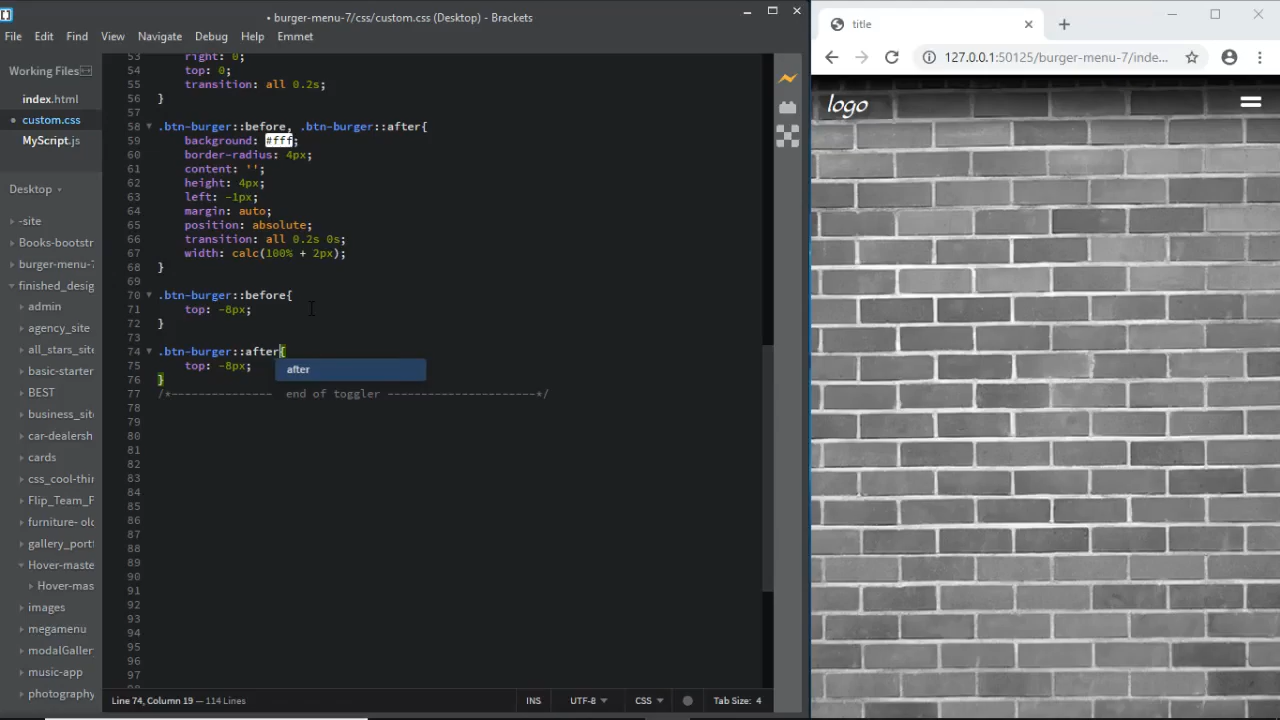 • burger-menu-7/css/custom.css (Desktop) - Brackets
File Edit Find View Navigate Debug Help Emmet
Working Files
index.html
custom.css
MyScript.js
Desktop
-site
Books-bootstr
burger-menu-7
finished_desig
admin
agency_site
all_stars_site
basic-starter
BEST
business_site
car-dealersh
cards
css_cool-thin
Flip_Team_F
furniture- old
gallery_portf
Hover-maste
Hover-mas
images
megamenu
modalGaller
music-app
photography
53 right: 0;
54 top: 0;
55 transition: all 0.2s;
56 }
57
58 .btn-burger::before, .btn-burger::after{
59 background: #fff;
60 border-radius: 4px;
61 content: '';
62 height: 4px;
63 left: -1px;
64 margin: auto;
65 position: absolute;
66 transition: all 0.2s 0s;
67 width: calc(100% + 2px);
68 }
69
70 .btn-burger::before{
71 top: -8px;
72 }
73
74 .btn-burger::after{
75 top: -8px;
after
76 }
77 /*--------------- end of toggler ----------------------*/
78
79
80
81
82
83
84
85
86
87
88
89
90
91
92
93
94
95
96
97
Line 74, Column 19 — 114 Lines
INS UTF-8 CSS Tab Size: 4
title
127.0.0.1:50125/burger-menu-7/inde...
logo